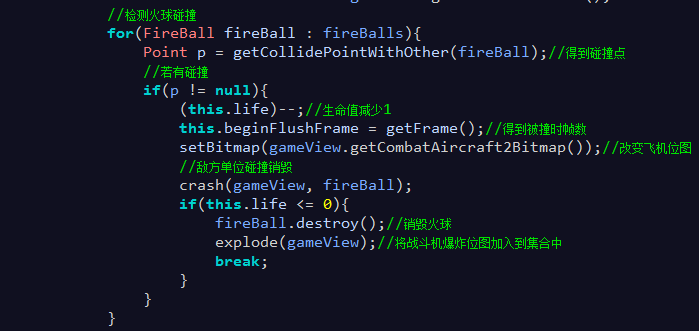 //检测火球碰撞
for(FireBall fireBall : fireBalls){
Point p = getCollidePointWithOther(fireBall);//得到碰撞点
//若有碰撞
if(p != null){
(this.life)--;//生命值减少1
this.beginFlushFrame = getFrame();//得到被撞时帧数
setBitmap(gameView.getCombatAircraft2Bitmap());//改变飞机位图
//敌方单位碰撞销毁
crash(gameView, fireBall);
if(this.life <= 0){
fireBall.destroy();//销毁火球
explode(gameView);//将战斗机爆炸位图加入到集合中
break;
}
}
}